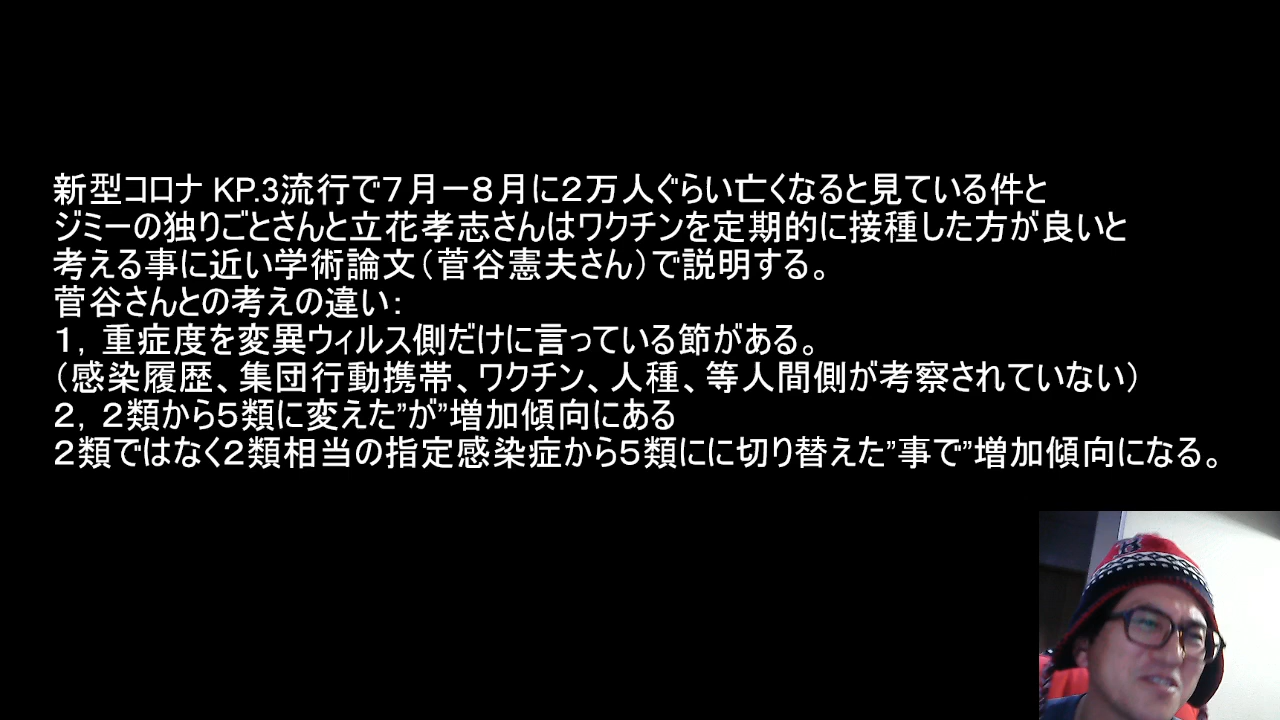 新型コロナ KP.3流行で７月－８月に２万人ぐらい亡くなると見ている件と
ジミーの独りごとさんと立花孝志さんはワクチンを定期的に接種した方が良いと
考える事に近い学術論文（菅谷憲夫さん）で説明する。
菅谷さんとの考えの違い：
１，重症度を変異ウィルス側だけに言っている節がある。
（感染履歴、集団行動携帯、ワクチン、人種、等人間側が考察されていない）
２，２類から５類に変えた”が”増加傾向にある
２類ではなく２類相当の指定感染症から５類にに切り替えた”事で”増加傾向になる。
B